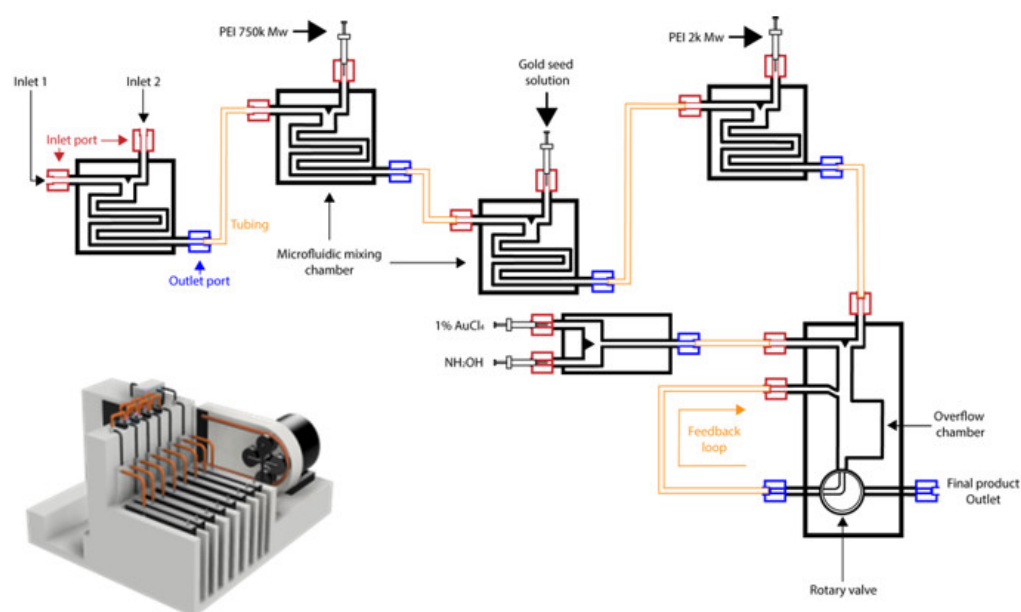 PEI 750k Mw
PEI 2k Mw
Gold seed
solution
Inlet 1
Inlet 2
Inlet port
Tubing
Outlet port
Microfluidic mixing
chamber
1% AuCl₄
NH₂OH
Feedback
loop
Overflow
chamber
Final product
Outlet
Rotary valve